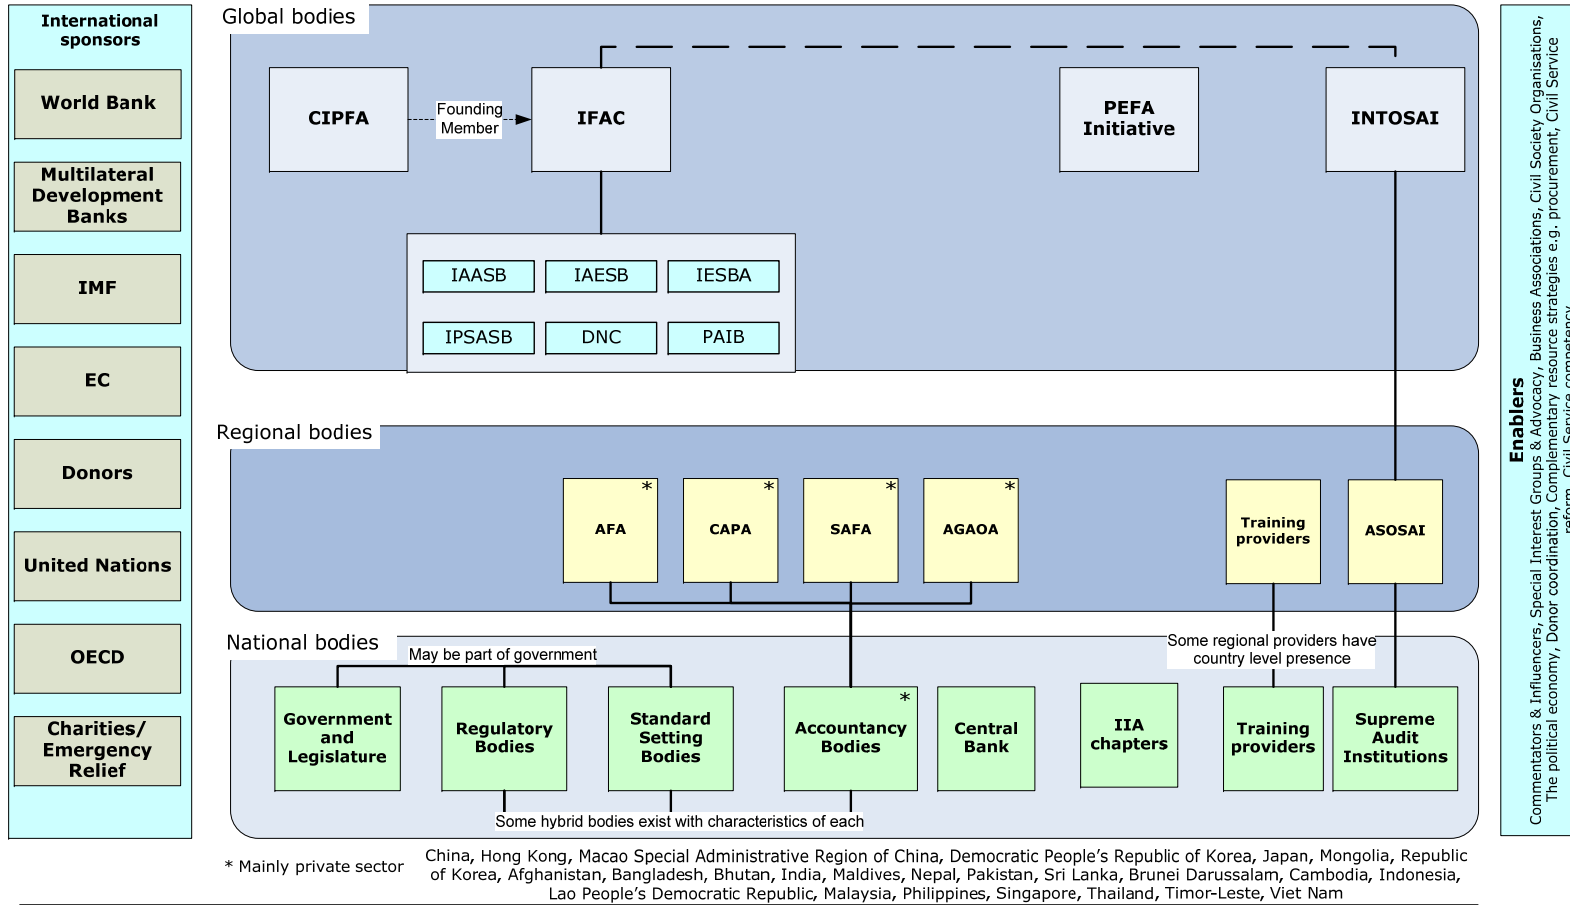 International
sponsors
World Bank
Multilateral
Development
Banks
IMF
EC
Donors
United Nations
OECD
Charities/
Emergency
Relief
Global bodies
CIPFA
Founding
Member
IFAC
PEFA
Initiative
INTOSAI
IAASB
IAESB
IESBA
IPSASB
DNC
PAIB
Regional bodies
AFA
*
CAPA
*
SAFA
*
AGAOA
*
Training
providers
ASOSAI
National bodies
May be part of government
Some regional providers have
country level presence
Government
and
Legislature
Regulatory
Bodies
Standard
Setting
Bodies
*
Accountancy
Bodies
Central
Bank
IIA
chapters
Training
providers
Supreme
Audit
Institutions
Some hybrid bodies exist with characteristics of each
* Mainly private sector
China, Hong Kong, Macao Special Administrative Region of China, Democratic People's Republic of Korea, Japan, Mongolia, Republic
of Korea, Afghanistan, Bangladesh, Bhutan, India, Maldives, Nepal, Pakistan, Sri Lanka, Brunei Darussalam, Cambodia, Indonesia,
Lao People's Democratic Republic, Malaysia, Philippines, Singapore, Thailand, Timor-Leste, Viet Nam
Enablers
Commentators & Influencers, Special Interest Groups & Advocacy, Business Associations, Civil Society Organisations,
The political economy, Donor coordination, Complementary resource strategies e.g. procurement, Civil Service
reform, Civil Service competency